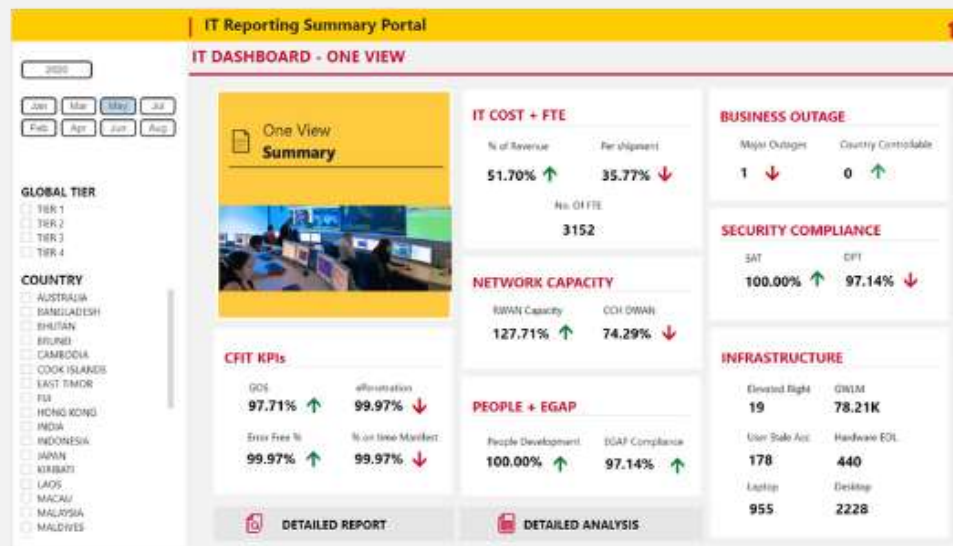 IT Reporting Summary Portal
IT DASHBOARD - ONE VIEW
2020
Jan Mar May Jul
Feb Apr Jun Aug
GLOBAL TIER
TIER 1
TIER 2
TIER 3
TIER 4
COUNTRY
AUSTRALIA
BANGLADESH
BHUTAN
BRUNEI
CAMBODIA
COOK ISLANDS
EAST TIMOR
FIJI
HONG KONG
INDIA
INDONESIA
JAPAN
KIRIBATI
LAOS
MACAU
MALAYSIA
MALDIVES
One View
Summary
CFIT KPIs
GOS
97.71%
99.97%
Error Free % % on time Manifest
99.97% 99.97%
DETAILED REPORT
IT COST + FTE
% of Revenue Per shipment
51.70% 35.77%
No. Of FTE
3152
NETWORK CAPACITY
RWAN Capacity CCH DWAN
127.71% 74.29%
PEOPLE + EGAP
People Development EGAP Compliance
100.00% 97.14%
DETAILED ANALYSIS
BUSINESS OUTAGE
Major Outages Country Controllable
1 0
SECURITY COMPLIANCE
SAT
100.00% 97.14%
INFRASTRUCTURE
Elevated Right GWLM
19 78.21K
User Stale Acc Hardware EOL
178 440
Laptop Desktop
955 2228